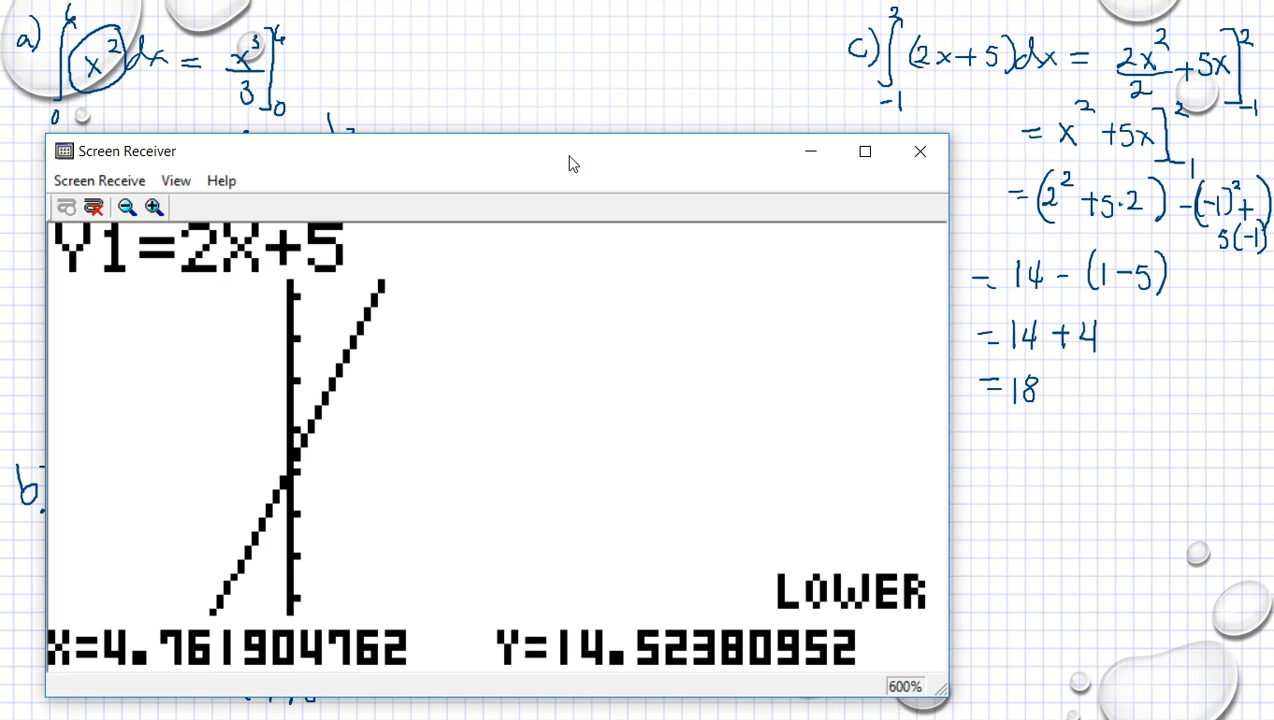 a) ∫₀⁶ x² dx = x³/3 ]₀⁶
b.
c) ∫₋₁² (2x+5)dx = 2x²/2 +5x]₋₁²
= x² +5x]₋₁²
= (2² +5·2) -(-1)² +
5(-1)
= 14 - (1-5)
= 14 + 4
= 18
Screen Receiver
Screen Receive View Help
Y1=2X+5
LOWER
X=4.761904762 Y=14.52380952
600%